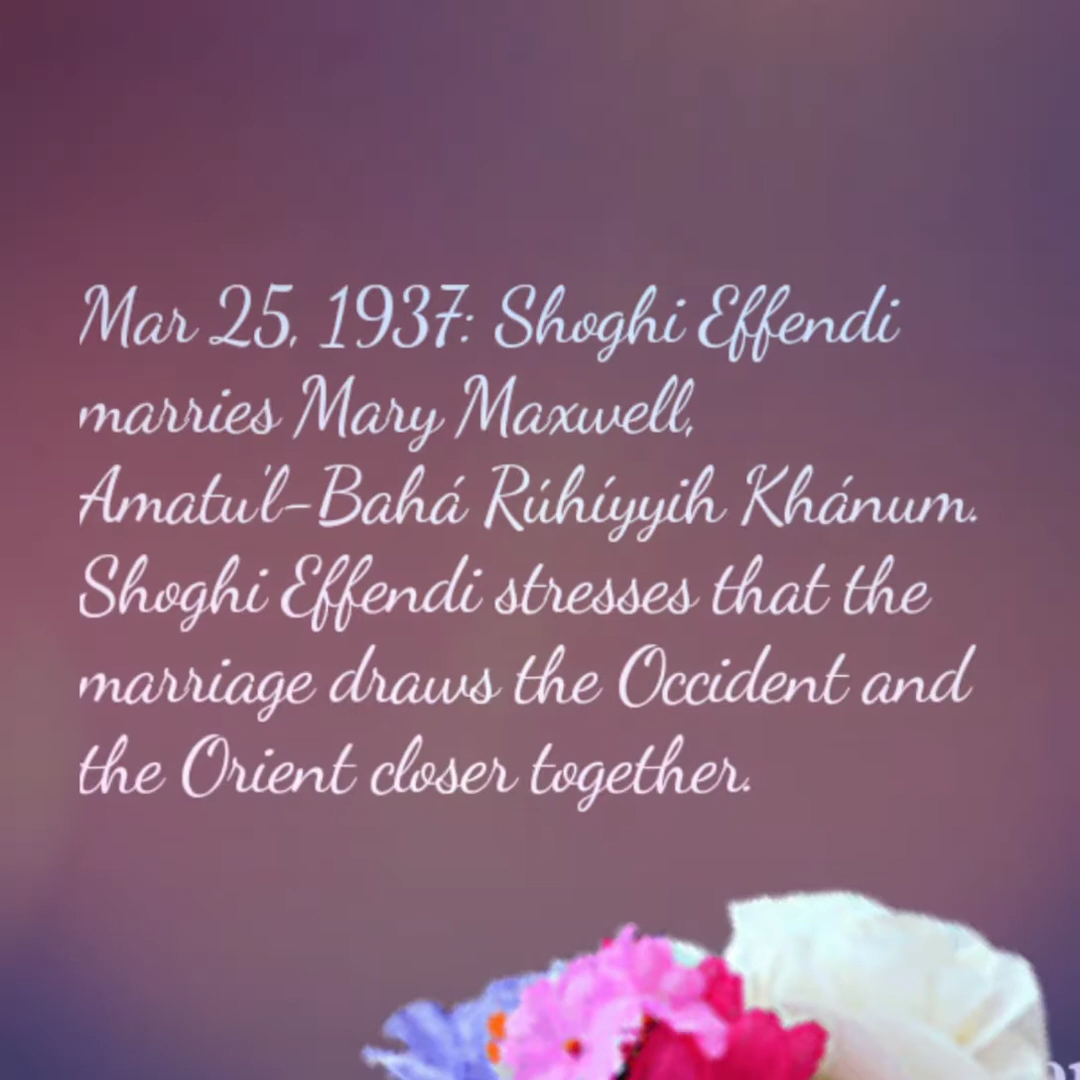 Mar 25, 1937: Shoghi Effendi
marries Mary Maxwell,
Amatu'l-Bahá Rúhíyyih Khánum.
Shoghi Effendi stresses that the
marriage draws the Occident and
the Orient closer together.